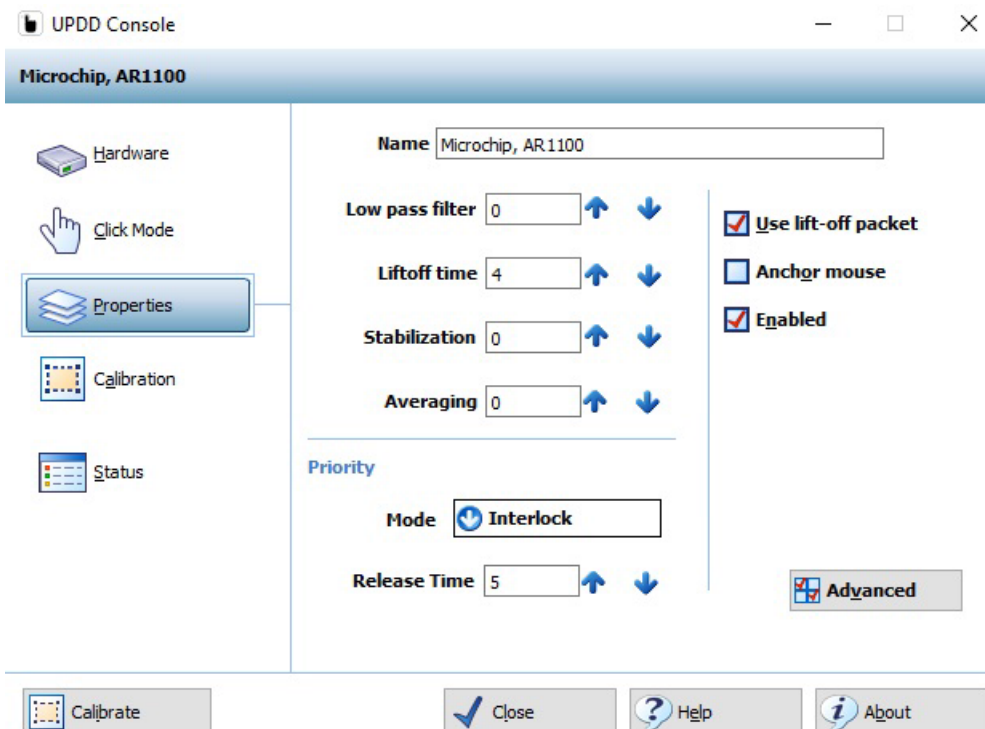 UPDD Console
Microchip, AR1100
Hardware
Click Mode
Properties
Calibration
Status
Name Microchip, AR1100
Low pass filter 0
Liftoff time 4
Stabilization 0
Averaging 0
Use lift-off packet
Anchor mouse
Enabled
Priority
Mode Interlock
Release Time 5
Advanced
Calibrate
Close
Help
About